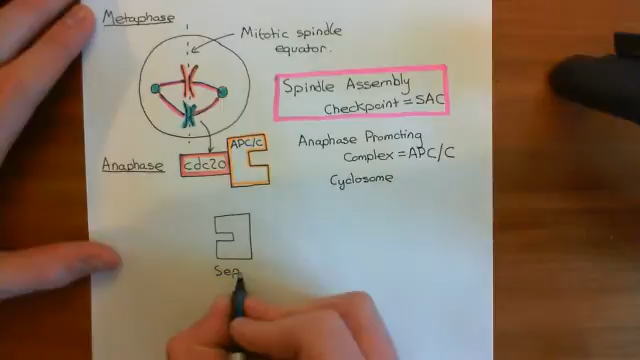 Metaphase
Mitotic spindle
equator.
Spindle Assembly
Checkpoint = SAC
Anaphase Promoting
Complex = APC/C
Cyclosome
APC/C
Anaphase
cdc20
Sep